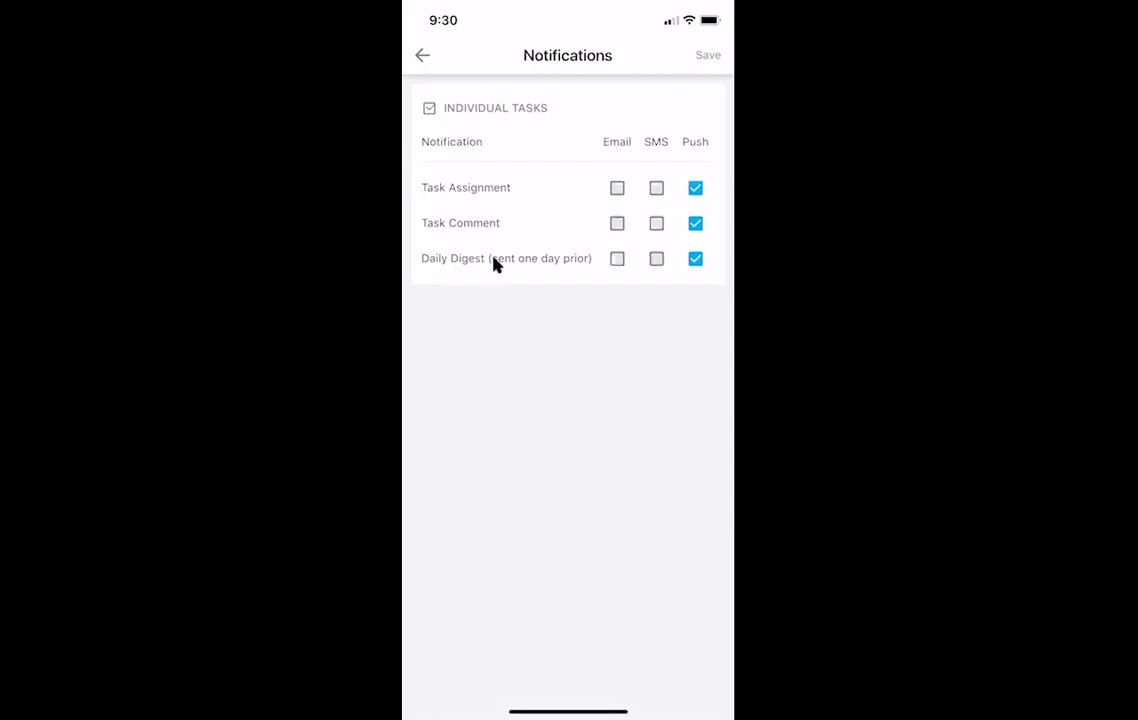 9:30
Notifications Save
INDIVIDUAL TASKS
Notification Email SMS Push
Task Assignment
Task Comment
Daily Digest (sent one day prior)